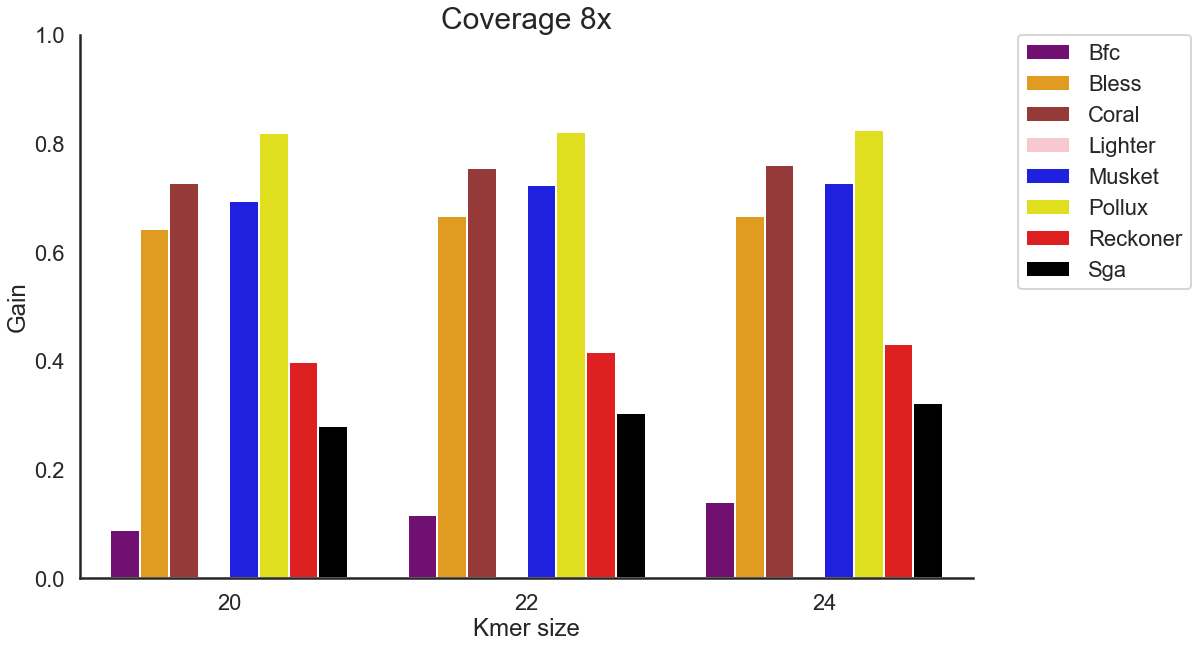 Coverage 8x
1.0
0.8
0.6
0.4
0.2
0.0
Gain
20 22 24
Kmer size
Bfc
Bless
Coral
Lighter
Musket
Pollux
Reckoner
Sga